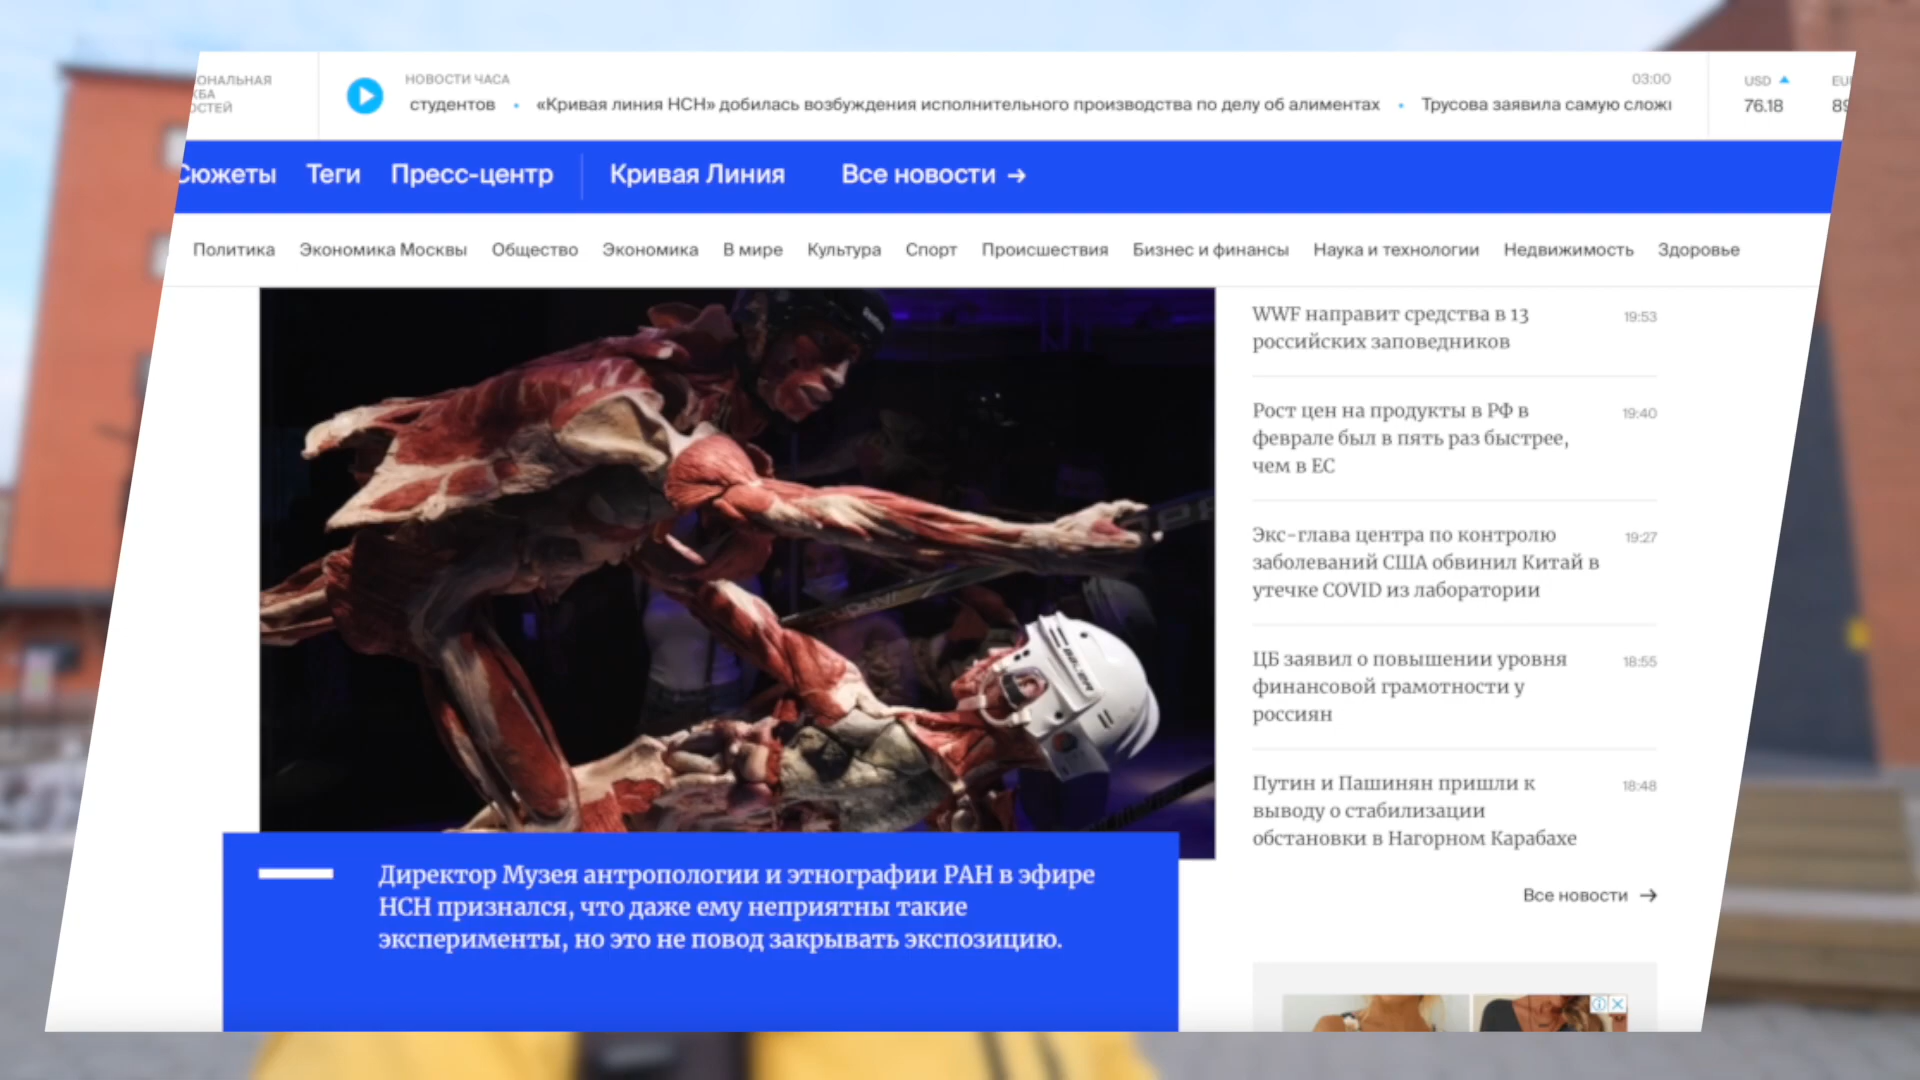 НОВОСТИ ЧАСА
03:00
USD
студентов • «Кривая линия НСН» добилась возбуждения исполнительного производства по делу об алиментах • Трусова заявила самую
76.18
Сюжеты Теги Пресс-центр Кривая Линия Все новости →
Политика Экономика Москвы Общество Экономика В мире Культура Спорт Происшествия Бизнес и финансы Наука и технологии Недвижимость Здоровье
WWF направит средства в 13 19:53
российских заповедников
Рост цен на продукты в РФ в 19:40
феврале был в пять раз быстрее,
чем в ЕС
Экс-глава центра по контролю 19:27
заболеваний США обвинил Китай в
утечке COVID из лаборатории
ЦБ заявил о повышении уровня 18:55
финансовой грамотности у
россиян
Путин и Пашинян пришли к 18:48
выводу о стабилизации
обстановки в Нагорном Карабахе
Все новости →
BAUER
Директор Музея антропологии и этнографии РАН в эфире
НСН признался, что даже ему неприятны такие
эксперименты, но это не повод закрывать экспозицию.